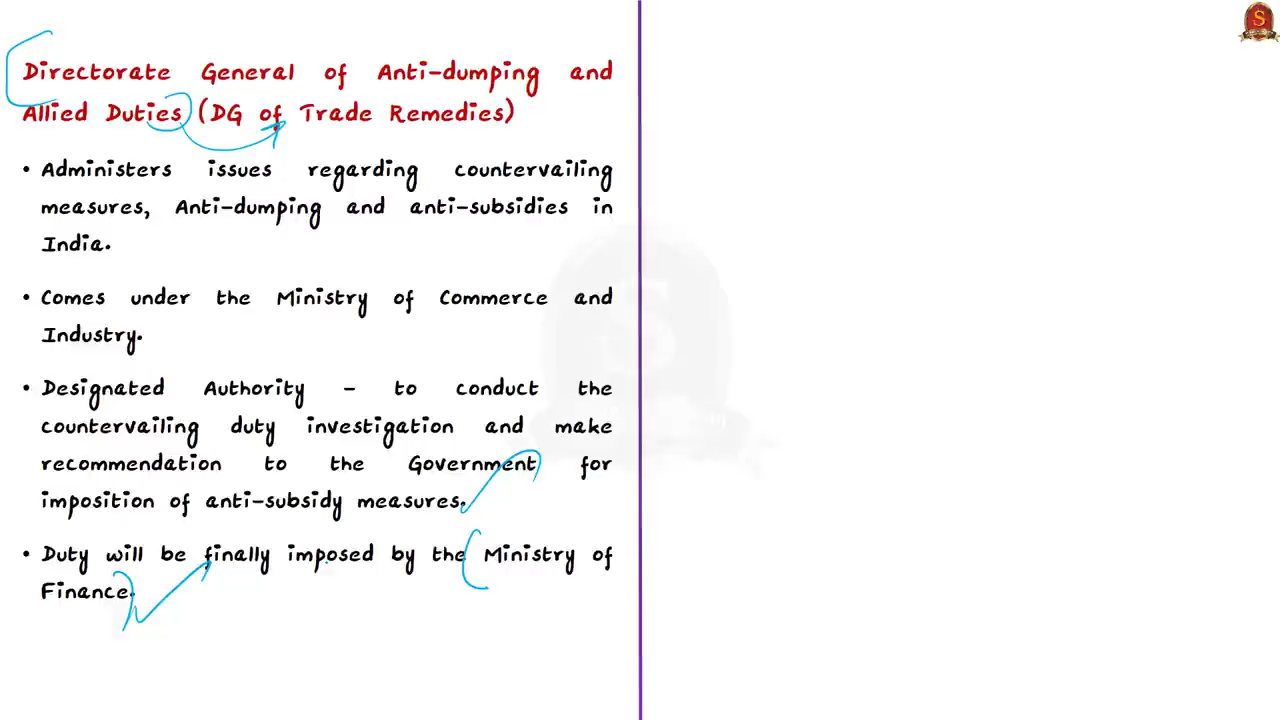 Directorate General of Anti-dumping and
Allied Duties (DG of Trade Remedies)
• Administers issues regarding countervailing
measures, Anti-dumping and anti-subsidies in
India.
• Comes under the Ministry of Commerce and
Industry.
• Designated Authority - to conduct the
countervailing duty investigation and make
recommendation to the Government for
imposition of anti-subsidy measures.
• Duty will be finally imposed by the Ministry of
Finance.
S